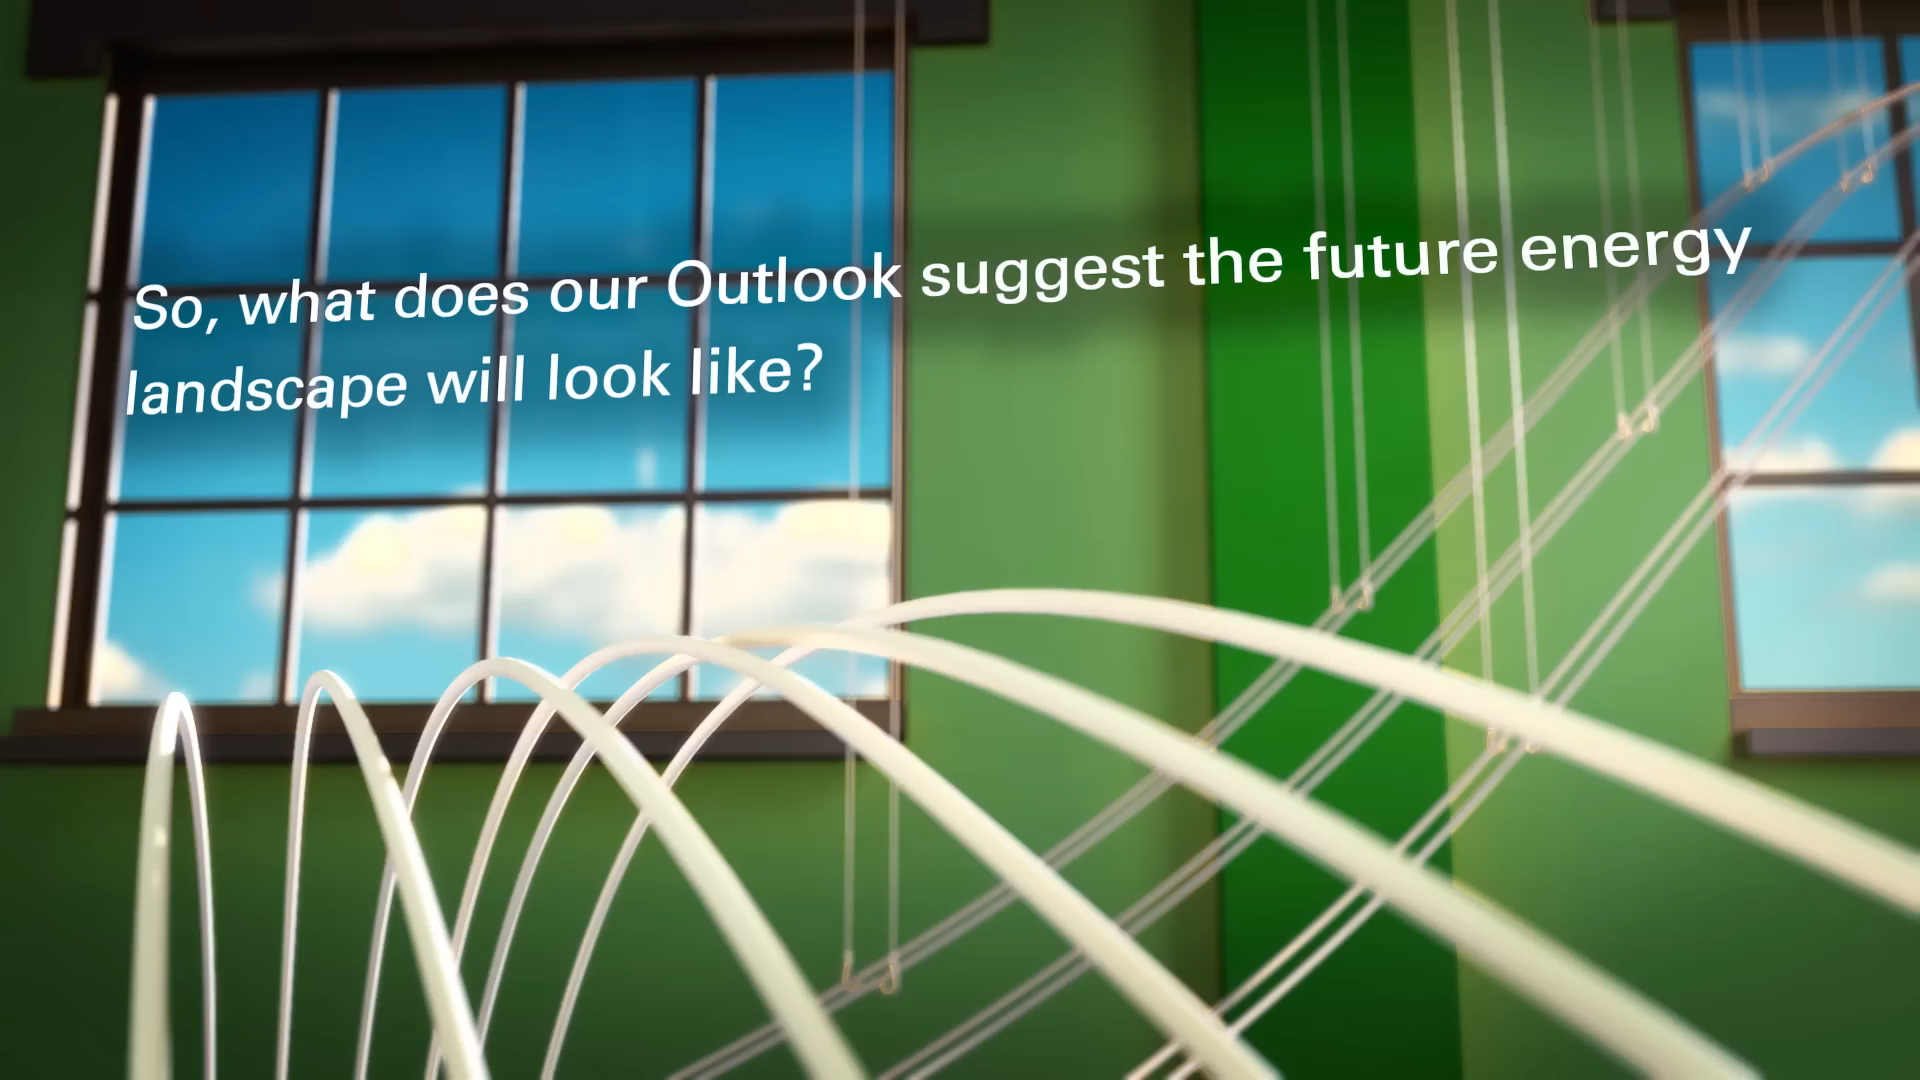 So, what does our Outlook suggest the future energy
landscape will look like?